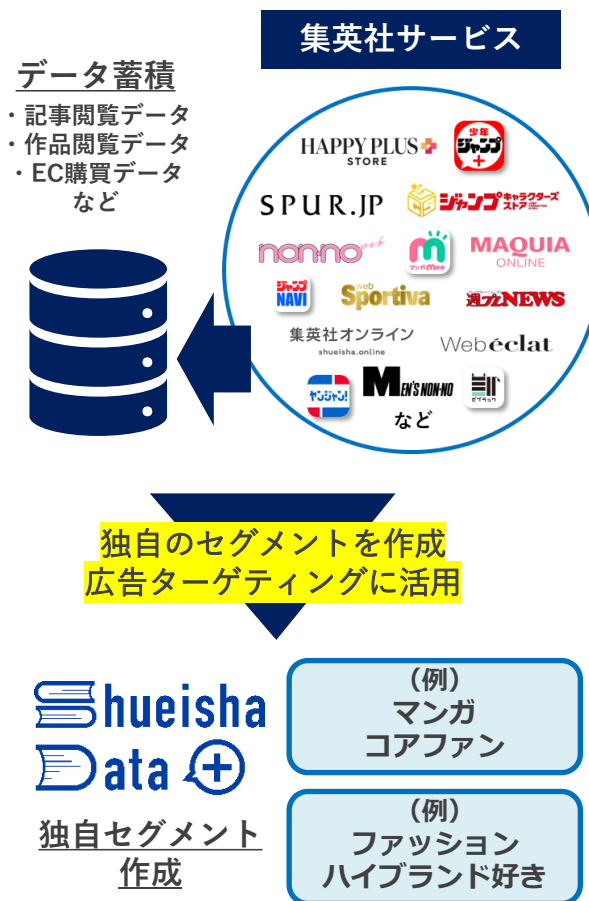 集英社サービス
データ蓄積
・記事閲覧データ
・作品閲覧データ
・EC購買データ
など
HAPPY PLUS
STORE
少年
ジャンプ
+
SPUR.JP
ジャンプキャラクターズ
ストア
non-no web
マンガMee
MAQUIA
ONLINE
ジャンプ
NAVI
web
Sportiva
週プレNEWS
集英社オンライン
shueisha.online
Web éclat
ヤンジャン!
MEN'S NON-NO
ゼブラック
など
独自のセグメントを作成
広告ターゲティングに活用
Shueisha
Data +
独自セグメント
作成
(例)
マンガ
コアファン
(例)
ファッション
ハイブランド好き